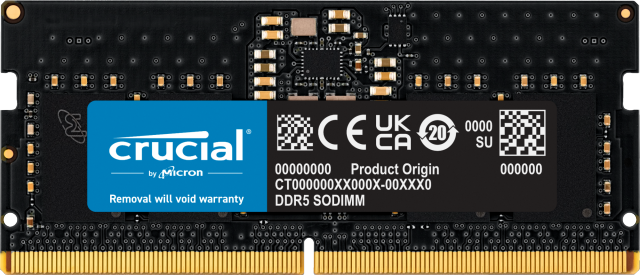 crucial®
by Micron
Removal will void warranty
CE UK CA 20 0000 SU
00000000 Product Origin 000000
CT000000XX000X-00XXX0
DDR5 SODIMM